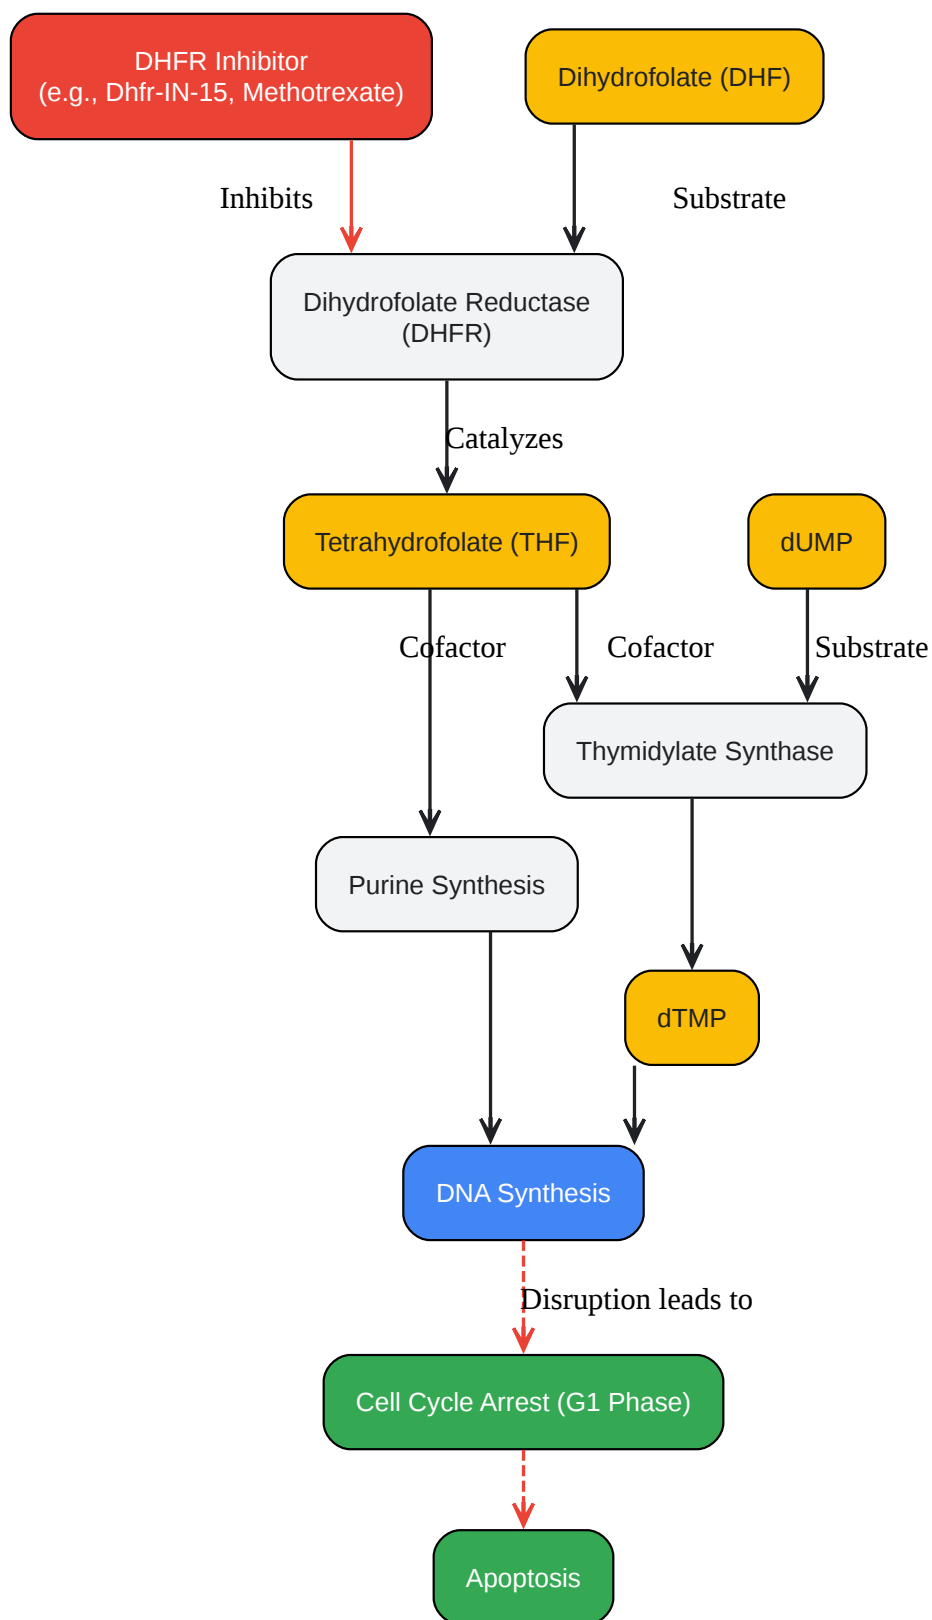 DHFR Inhibitor
(e.g., Dhfr-IN-15, Methotrexate)
Dihydrofolate (DHF)
Inhibits
Substrate
Dihydrofolate Reductase
(DHFR)
Catalyzes
Tetrahydrofolate (THF)
dUMP
Cofactor
Cofactor
Substrate
Thymidylate Synthase
Purine Synthesis
dTMP
DNA Synthesis
Disruption leads to
Cell Cycle Arrest (G1 Phase)
Apoptosis